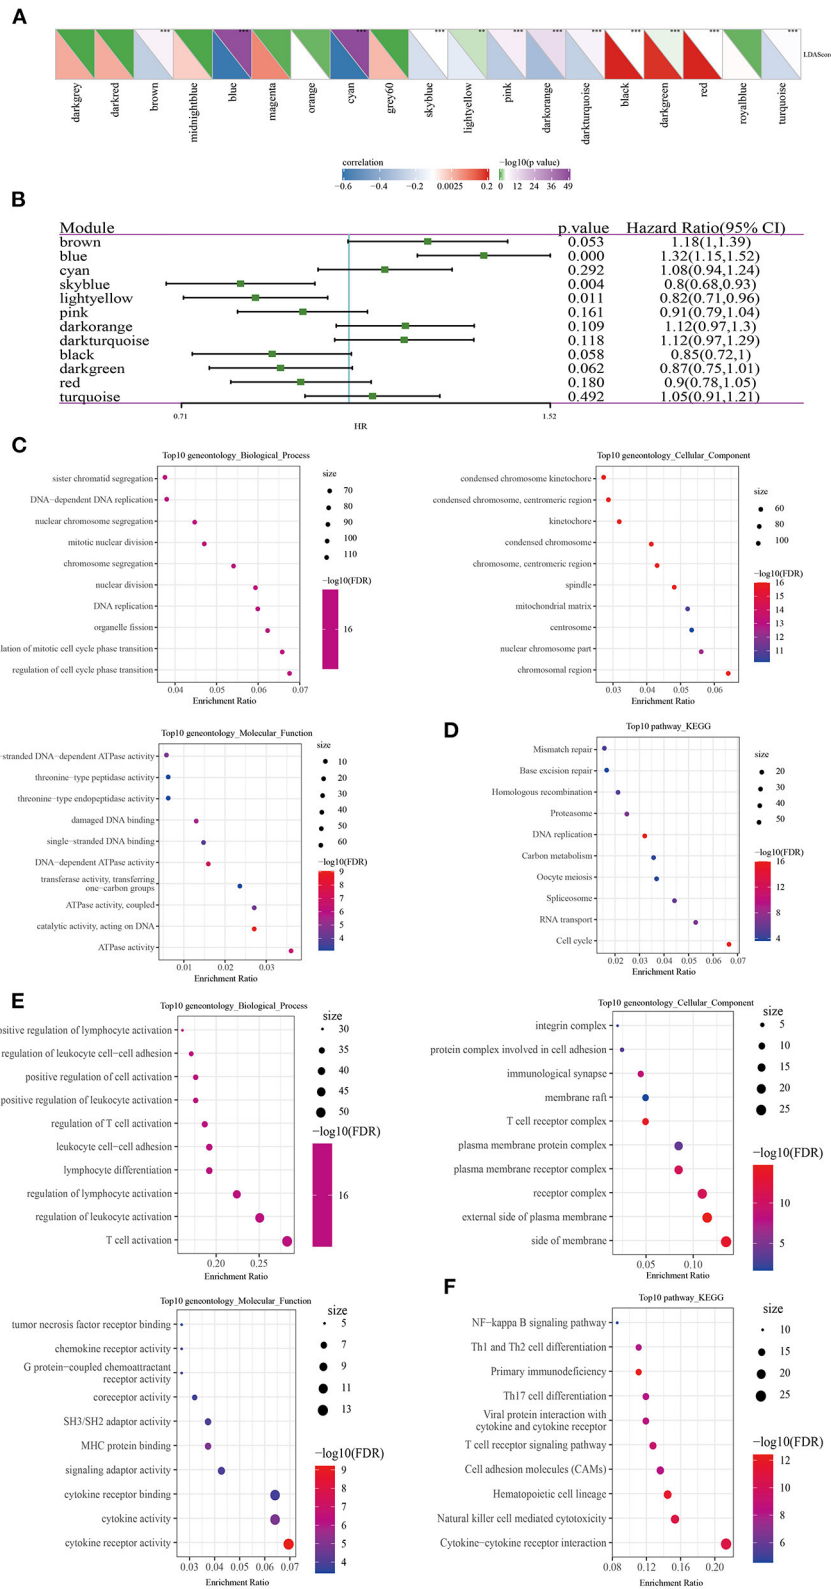 A
*** *** *** *** *** ** *** *** *** *** *** *** ***
LDAScore
darkgrey
darkred
brown
midnightblue
blue
magenta
orange
cyan
grey60
skyblue
lightyellow
pink
darkorange
darkturquoise
black
darkgreen
red
royalblue
turquoise
correlation
−0.6 −0.4 −0.2 0.0025 0.2
−log10(p value)
0 12 24 36 49
B
Module p.value Hazard Ratio(95% CI)
brown 0.053 1.18(1,1.39)
blue 0.000 1.32(1.15,1.52)
cyan 0.292 1.08(0.94,1.24)
skyblue 0.004 0.8(0.68,0.93)
lightyellow 0.011 0.82(0.71,0.96)
pink 0.161 0.91(0.79,1.04)
darkorange 0.109 1.12(0.97,1.3)
darkturquoise 0.118 1.12(0.97,1.29)
black 0.058 0.85(0.72,1)
darkgreen 0.062 0.87(0.75,1.01)
red 0.180 0.9(0.78,1.05)
turquoise 0.492 1.05(0.91,1.21)
0.71 1.52
HR
C
Top10 geneontology_Biological_Process
sister chromatid segregation
DNA−dependent DNA replication
nuclear chromosome segregation
mitotic nuclear division
chromosome segregation
nuclear division
DNA replication
organelle fission
lation of mitotic cell cycle phase transition
regulation of cell cycle phase transition
0.04 0.05 0.06 0.07
Enrichment Ratio
size
70
80
90
100
110
−log10(FDR)
16
Top10 geneontology_Cellular_Component
condensed chromosome kinetochore
condensed chromosome, centromeric region
kinetochore
condensed chromosome
chromosome, centromeric region
spindle
mitochondrial matrix
centrosome
nuclear chromosome part
chromosomal region
0.03 0.04 0.05 0.06
Enrichment Ratio
size
60
80
100
−log10(FDR)
16
15
14
13
12
11
Top10 geneontology_Molecular_Function
stranded DNA−dependent ATPase activity
threonine−type peptidase activity
threonine−type endopeptidase activity
damaged DNA binding
single−stranded DNA binding
DNA−dependent ATPase activity
transferase activity, transferring
one−carbon groups
ATPase activity, coupled
catalytic activity, acting on DNA
ATPase activity
0.01 0.02 0.03
Enrichment Ratio
size
10
20
30
40
50
60
−log10(FDR)
9
8
7
6
5
4
D
Top10 pathway_KEGG
Mismatch repair
Base excision repair
Homologous recombination
Proteasome
DNA replication
Carbon metabolism
Oocyte meiosis
Spliceosome
RNA transport
Cell cycle
0.02 0.03 0.04 0.05 0.06 0.07
Enrichment Ratio
size
20
30
40
50
−log10(FDR)
16
12
8
4
E
Top10 geneontology_Biological_Process
ositive regulation of lymphocyte activation
regulation of leukocyte cell−cell adhesion
positive regulation of cell activation
positive regulation of leukocyte activation
regulation of T cell activation
leukocyte cell−cell adhesion
lymphocyte differentiation
regulation of lymphocyte activation
regulation of leukocyte activation
T cell activation
0.20 0.25
Enrichment Ratio
size
30
35
40
45
50
−log10(FDR)
16
Top10 geneontology_Cellular_Component
integrin complex
protein complex involved in cell adhesion
immunological synapse
membrane raft
T cell receptor complex
plasma membrane protein complex
plasma membrane receptor complex
receptor complex
external side of plasma membrane
side of membrane
0.05 0.10
Enrichment Ratio
size
5
10
15
20
25
−log10(FDR)
10
5
Top10 geneontology_Molecular_Function
tumor necrosis factor receptor binding
chemokine receptor activity
G protein−coupled chemoattractant
receptor activity
coreceptor activity
SH3/SH2 adaptor activity
MHC protein binding
signaling adaptor activity
cytokine receptor binding
cytokine activity
cytokine receptor activity
0.03 0.04 0.05 0.06 0.07
Enrichment Ratio
size
5
7
9
11
13
−log10(FDR)
9
8
7
6
5
4
F
Top10 pathway_KEGG
NF−kappa B signaling pathway
Th1 and Th2 cell differentiation
Primary immunodeficiency
Th17 cell differentiation
Viral protein interaction with
cytokine and cytokine receptor
T cell receptor signaling pathway
Cell adhesion molecules (CAMs)
Hematopoietic cell lineage
Natural killer cell mediated cytotoxicity
Cytokine−cytokine receptor interaction
0.08 0.12 0.16 0.20
Enrichment Ratio
size
10
15
20
25
−log10(FDR)
12
10
8
6